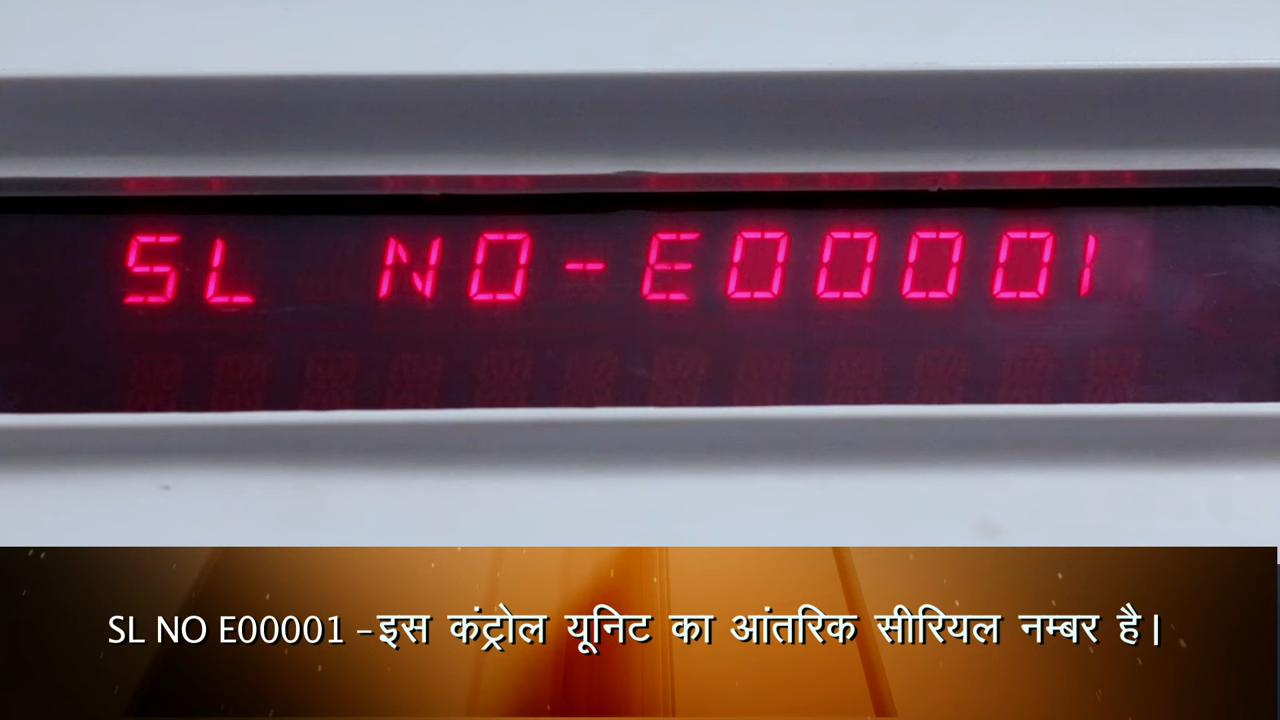 SL NO-E00001
SL NO E00001 -इस कंट्रोल यूनिट का आंतरिक सीरियल नम्बर है।